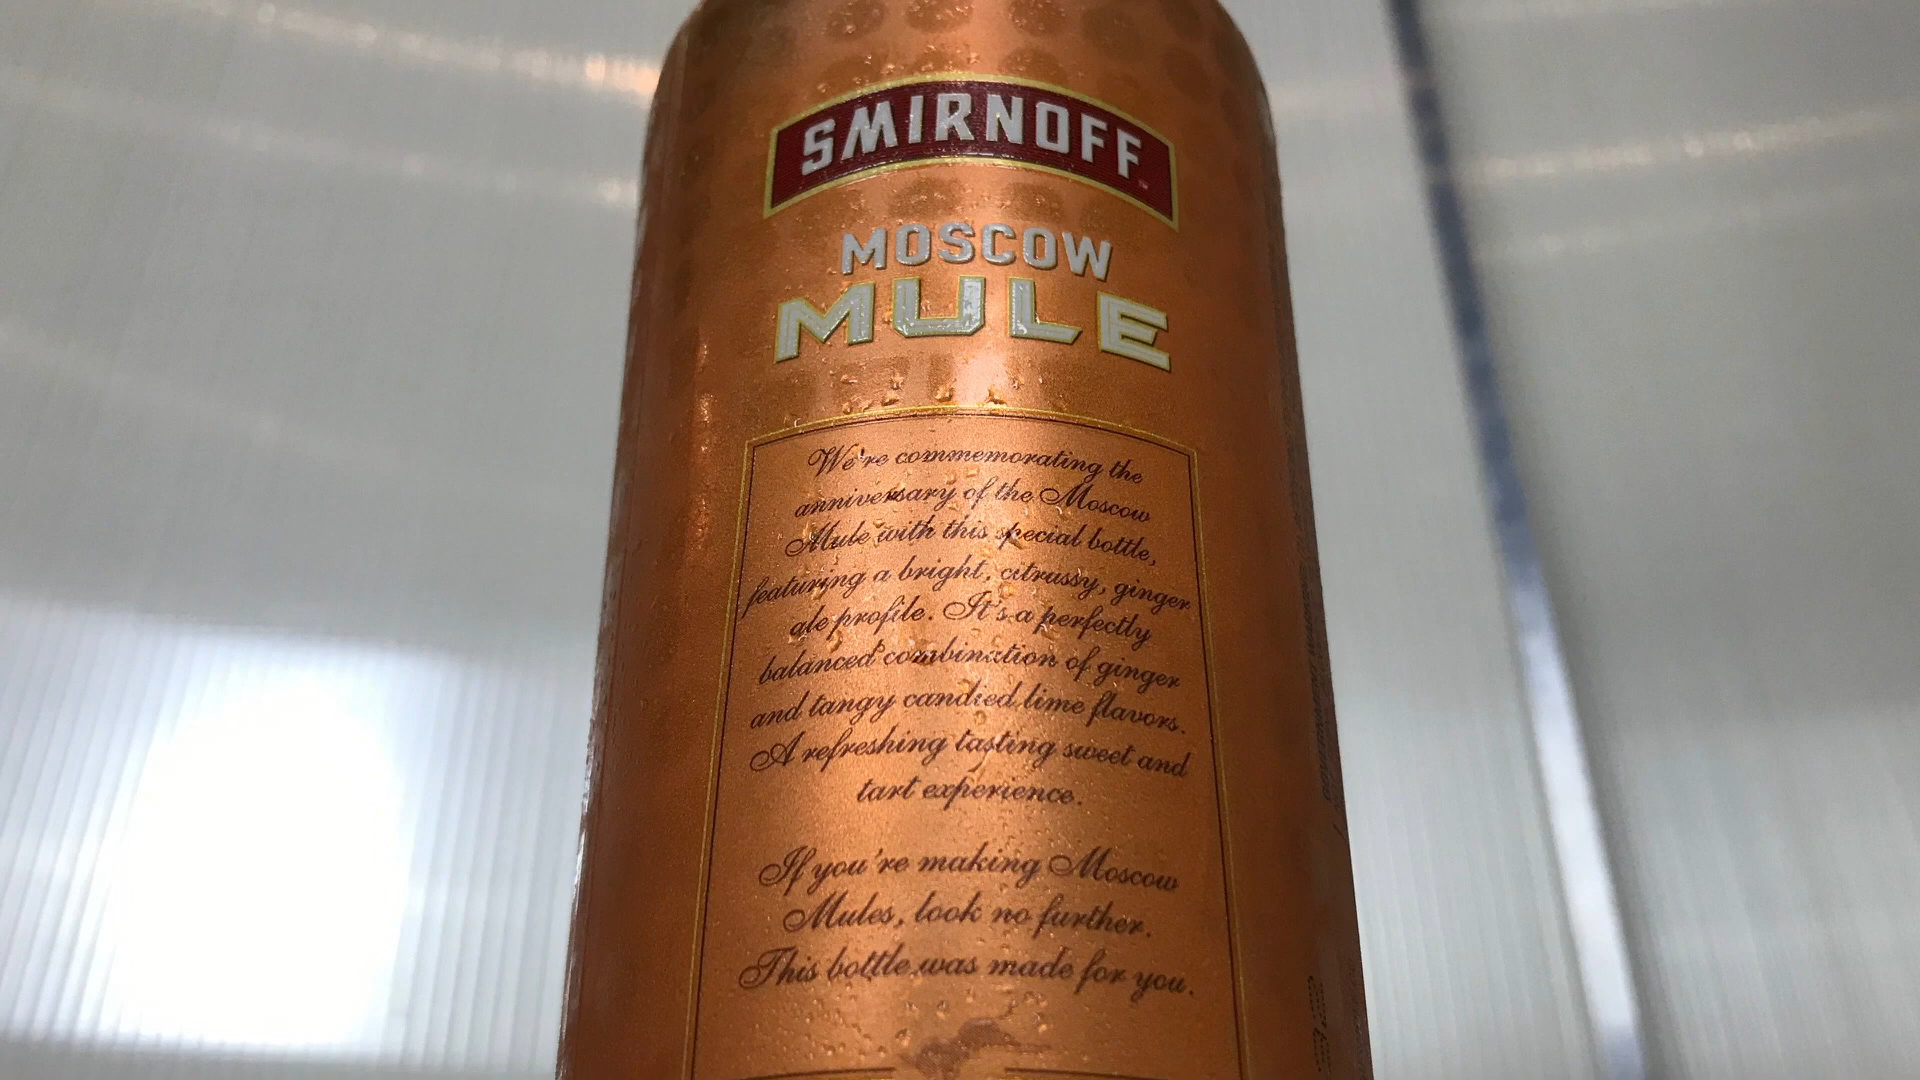 SMIRNOFF
MOSCOW
MULE
We're commemorating the
anniversary of the Moscow
Mule with this special bottle,
featuring a bright, citrussy, ginger
ale profile. It's a perfectly
balanced combination of ginger
and tangy candied lime flavors.
A refreshing tasting sweet and
tart experience.
If you're making Moscow
Mules, look no further.
This bottle was made for you.